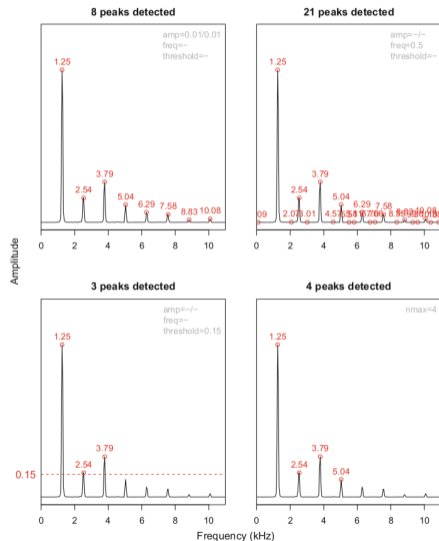 8 peaks detected
amp=0.01/0.01
freq=−
threshold=−
1.25
2.54
3.79
5.04
6.29
7.58
8.83
10.08
0 2 4 6 8 10
21 peaks detected
amp=−/−
freq=0.5
threshold=−
1.25
2.54
3.79
5.04
6.29
7.58
10.08
0 2 4 6 8 10
Amplitude
3 peaks detected
amp=−/−
freq=−
threshold=0.15
1.25
2.54
3.79
0.15
0 2 4 6 8 10
4 peaks detected
nmax=4
1.25
2.54
3.79
5.04
0 2 4 6 8 10
Frequency (kHz)